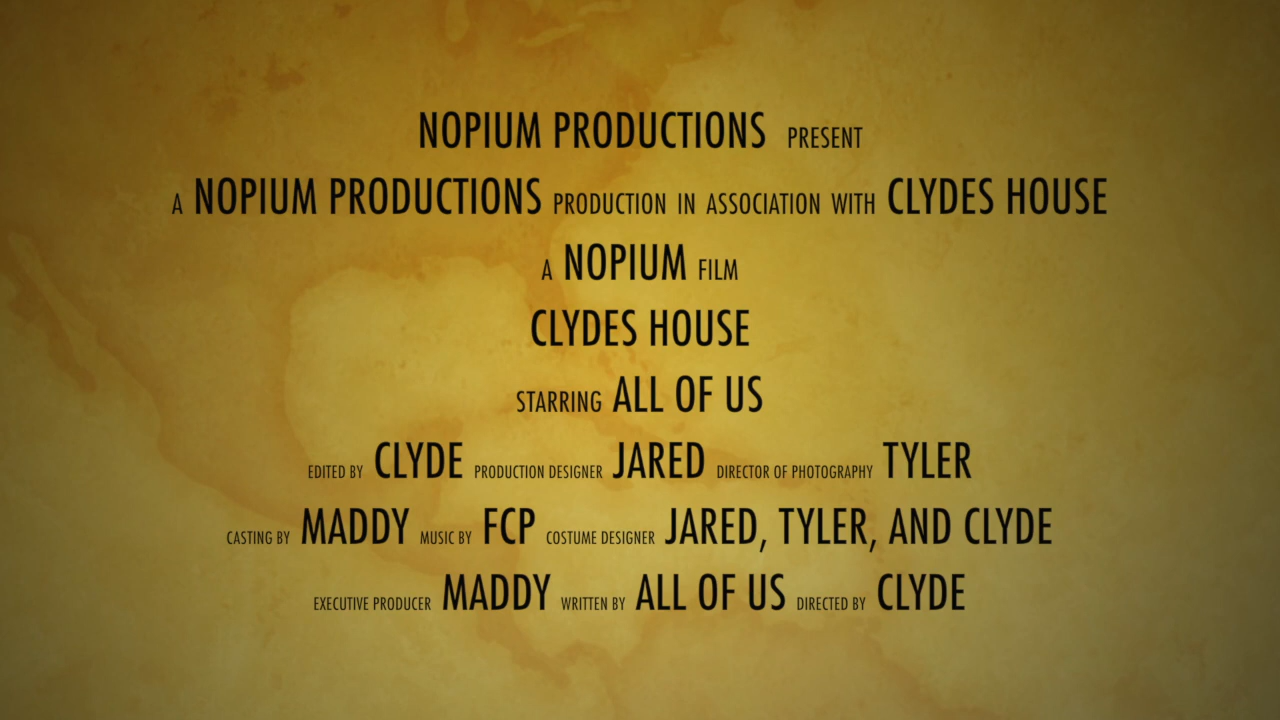 NOPIUM PRODUCTIONS PRESENT
A NOPIUM PRODUCTIONS PRODUCTION IN ASSOCIATION WITH CLYDES HOUSE
A NOPIUM FILM
CLYDES HOUSE
STARRING ALL OF US
EDITED BY CLYDE PRODUCTION DESIGNER JARED DIRECTOR OF PHOTOGRAPHY TYLER
CASTING BY MADDY MUSIC BY FCP COSTUME DESIGNER JARED, TYLER, AND CLYDE
EXECUTIVE PRODUCER MADDY WRITTEN BY ALL OF US DIRECTED BY CLYDE